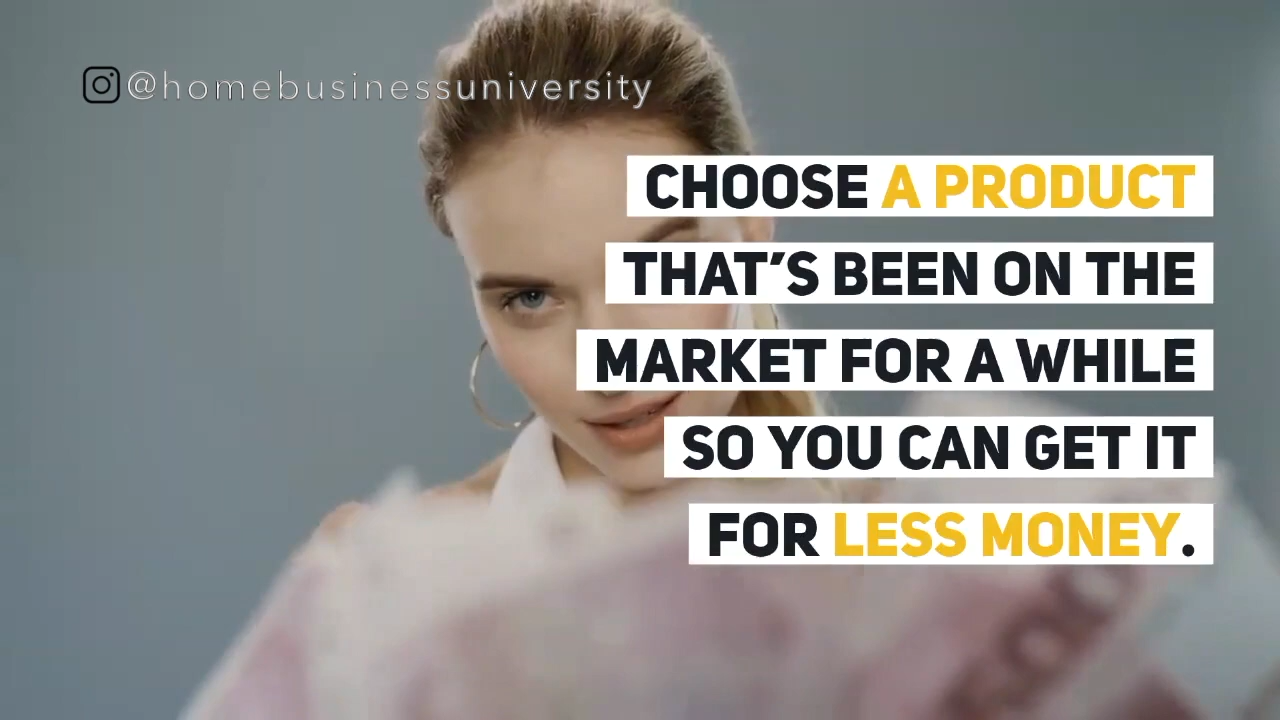 @homebusinessuniversity
CHOOSE A PRODUCT
THAT'S BEEN ON THE
MARKET FOR A WHILE
SO YOU CAN GET IT
FOR LESS MONEY.